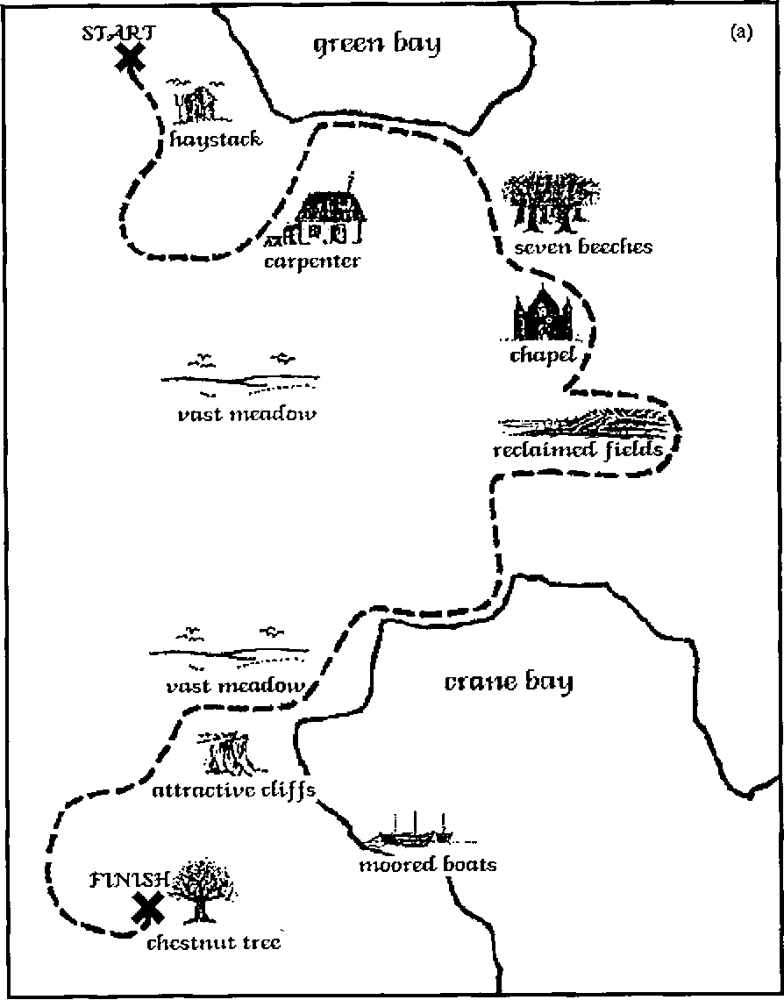 START
green bay
(a)
haystack
carpenter
seven beeches
chapel
vast meadow
reclaimed fields
vast meadow
crane bay
attractive cliffs
moored boats
FINISH
chestnut tree